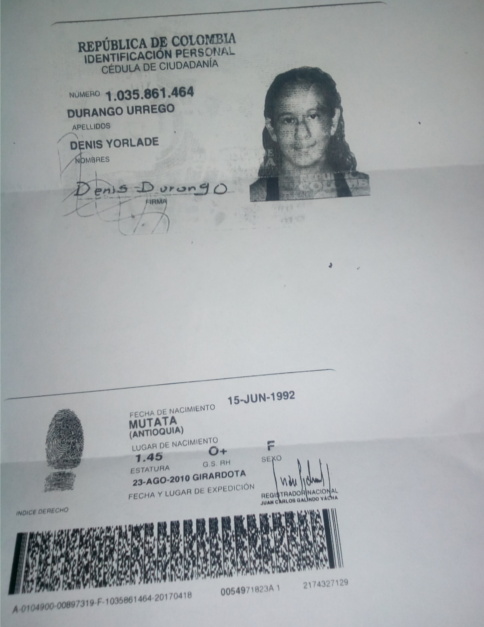 REPÚBLICA DE COLOMBIA
IDENTIFICACIÓN PERSONAL
CÉDULA DE CIUDADANÍA
NÚMERO 1.035.861.464
DURANGO URREGO
APELLIDOS
DENIS YORLADE
NOMBRES
Denis Durango
FIRMA
FECHA DE NACIMIENTO 15-JUN-1992
MUTATA
(ANTIOQUIA)
LUGAR DE NACIMIENTO
1.45 O+ F
ESTATURA G.S. RH SEXO
23-AGO-2010 GIRARDOTA
FECHA Y LUGAR DE EXPEDICIÓN
REGISTRADOR NACIONAL
JUAN CARLOS GALINDO VACHA
INDICE DERECHO
A-0104900-00897319-F-1035861464-20170418 0054971823A 1 2174327129